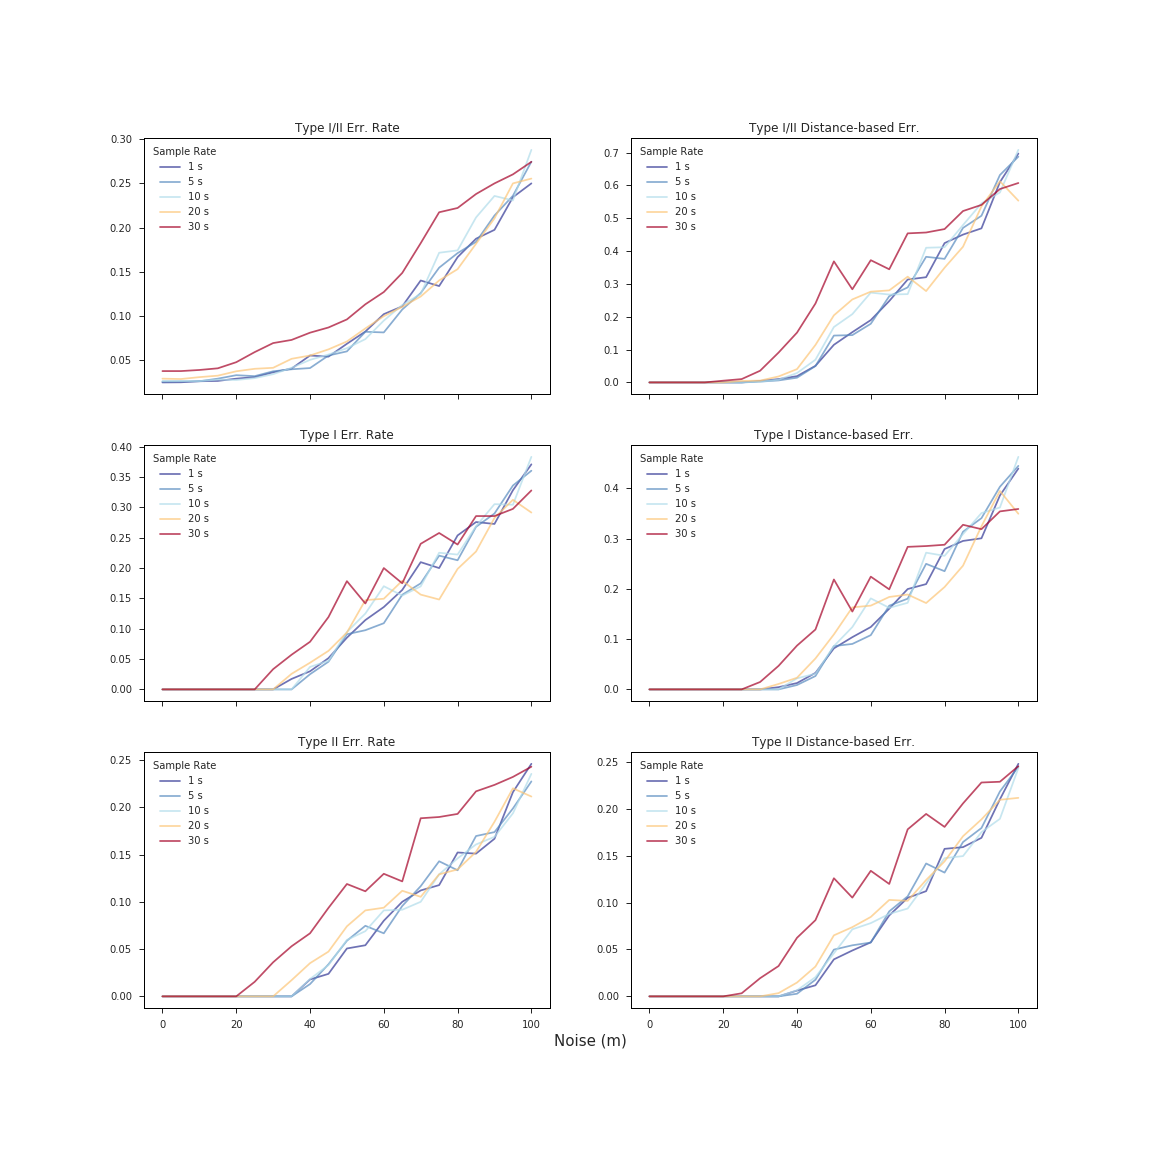 Type I/II Err. Rate
0.30
0.25
0.20
0.15
0.10
0.05
Sample Rate
1 s
5 s
10 s
20 s
30 s
Type I/II Distance-based Err.
0.7
0.6
0.5
0.4
0.3
0.2
0.1
0.0
Sample Rate
1 s
5 s
10 s
20 s
30 s
Type I Err. Rate
0.40
0.35
0.30
0.25
0.20
0.15
0.10
0.05
0.00
Sample Rate
1 s
5 s
10 s
20 s
30 s
Type I Distance-based Err.
0.4
0.3
0.2
0.1
0.0
Sample Rate
1 s
5 s
10 s
20 s
30 s
Type II Err. Rate
0.25
0.20
0.15
0.10
0.05
0.00
Sample Rate
1 s
5 s
10 s
20 s
30 s
0 20 40 60 80 100
Type II Distance-based Err.
0.25
0.20
0.15
0.10
0.05
0.00
Sample Rate
1 s
5 s
10 s
20 s
30 s
0 20 40 60 80 100
Noise (m)